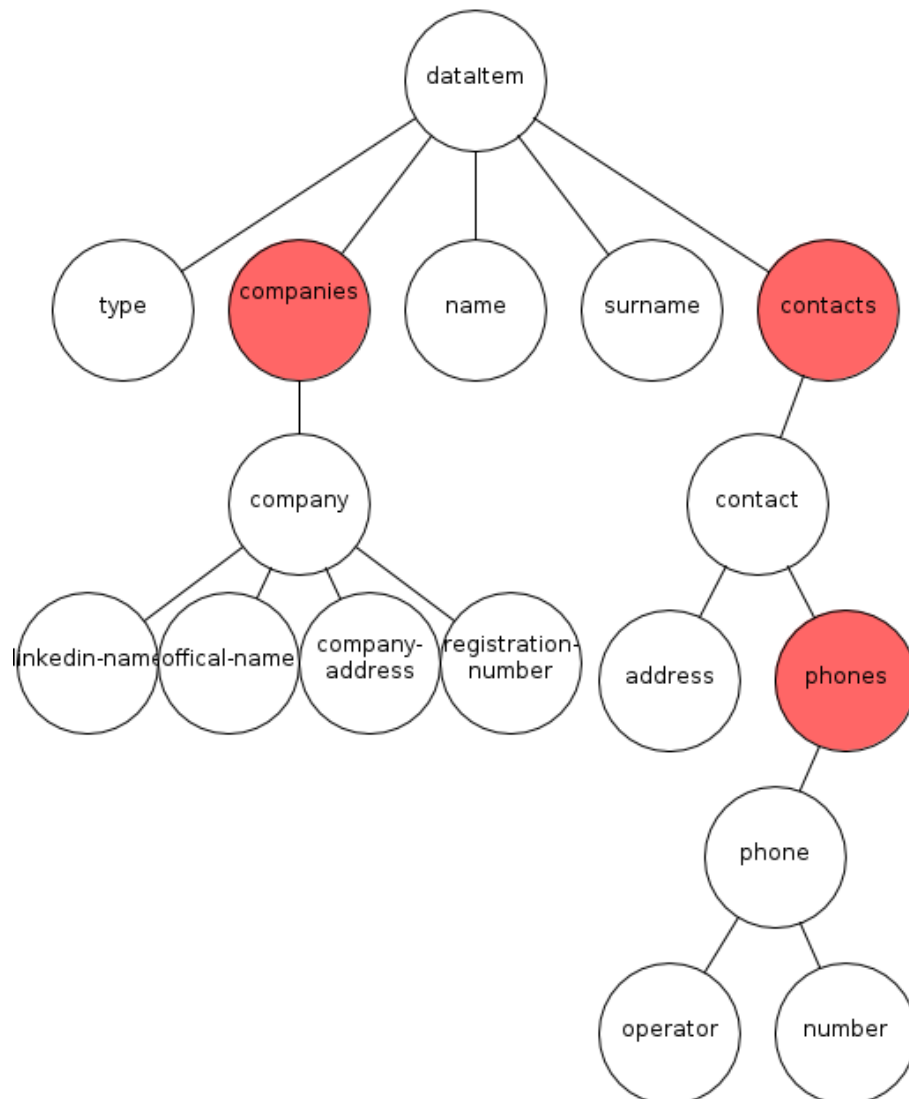 dataItem
type
companies
name
surname
contacts
company
contact
linkedin-name
offical-name
company-
address
registration-
number
address
phones
phone
operator
number